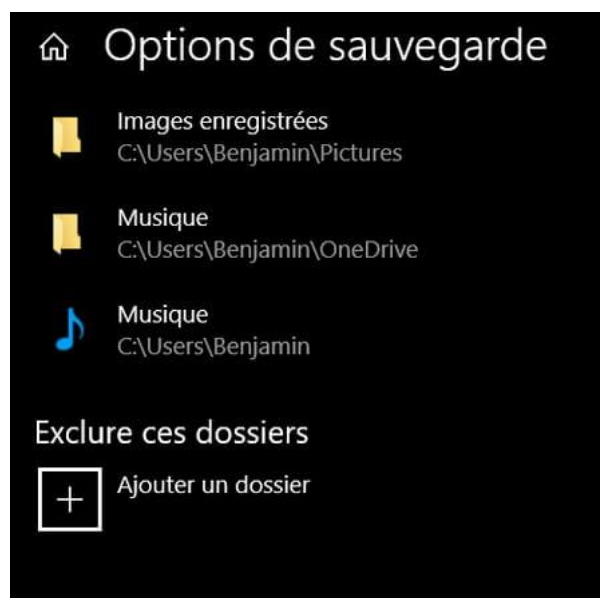 Options de sauvegarde
Images enregistrées
C:\Users\Benjamin\Pictures
Musique
C:\Users\Benjamin\OneDrive
Musique
C:\Users\Benjamin
Exclure ces dossiers
Ajouter un dossier